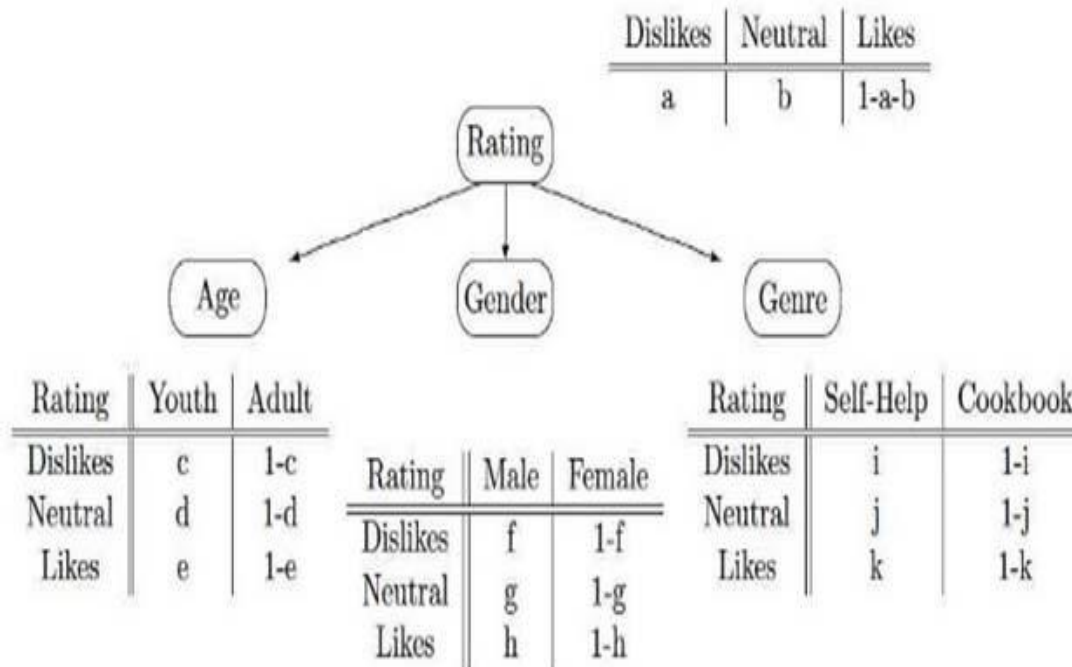 Dislikes Neutral Likes
a b 1-a-b
Rating
Age Gender Genre
Rating Youth Adult
Dislikes c 1-c
Neutral d 1-d
Likes e 1-e
Rating Male Female
Dislikes f 1-f
Neutral g 1-g
Likes h 1-h
Rating Self-Help Cookbook
Dislikes i 1-i
Neutral j 1-j
Likes k 1-k